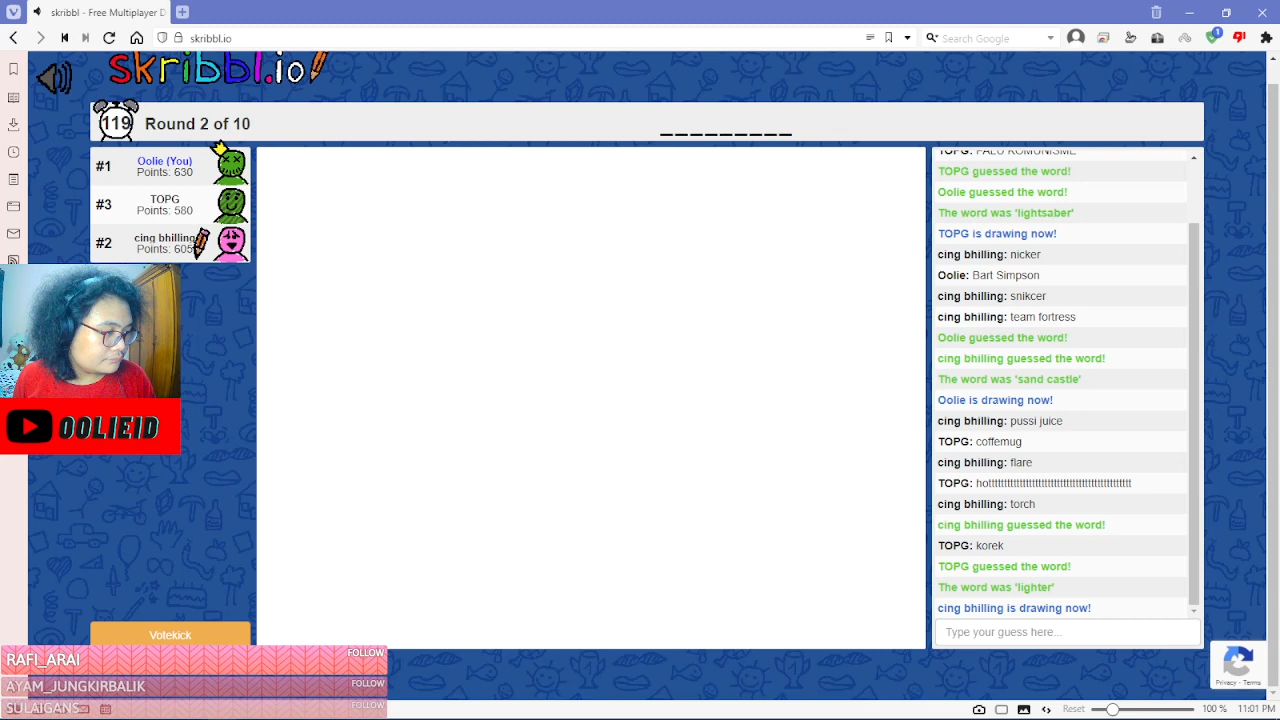 skribbl - Free Multiplayer D
skribbl.io
Search Google
1
skribbl.io
119
Round 2 of 10
_ _ _ _ _ _ _ _ _
#1
Oolie (You)
Points: 630
#3
TOPG
Points: 580
#2
cing bhilling
Points: 605
OOLIEID
Votekick
RAFI_ARAI
FOLLOW
AYAM_JUNGKIRBALIK
FOLLOW
SULAIGANS
FOLLOW
TOPG: PALU KOMUNISME
TOPG guessed the word!
Oolie guessed the word!
The word was 'lightsaber'
TOPG is drawing now!
cing bhilling: nicker
Oolie: Bart Simpson
cing bhilling: snikcer
cing bhilling: team fortress
Oolie guessed the word!
cing bhilling guessed the word!
The word was 'sand castle'
Oolie is drawing now!
cing bhilling: pussi juice
TOPG: coffemug
cing bhilling: flare
TOPG: hotttttttttttttttttttttttttttttttttttttttttttttttt
cing bhilling: torch
cing bhilling guessed the word!
TOPG: korek
TOPG guessed the word!
The word was 'lighter'
cing bhilling is drawing now!
Type your guess here...
Privacy - Terms
Reset
100 %
11:01 PM